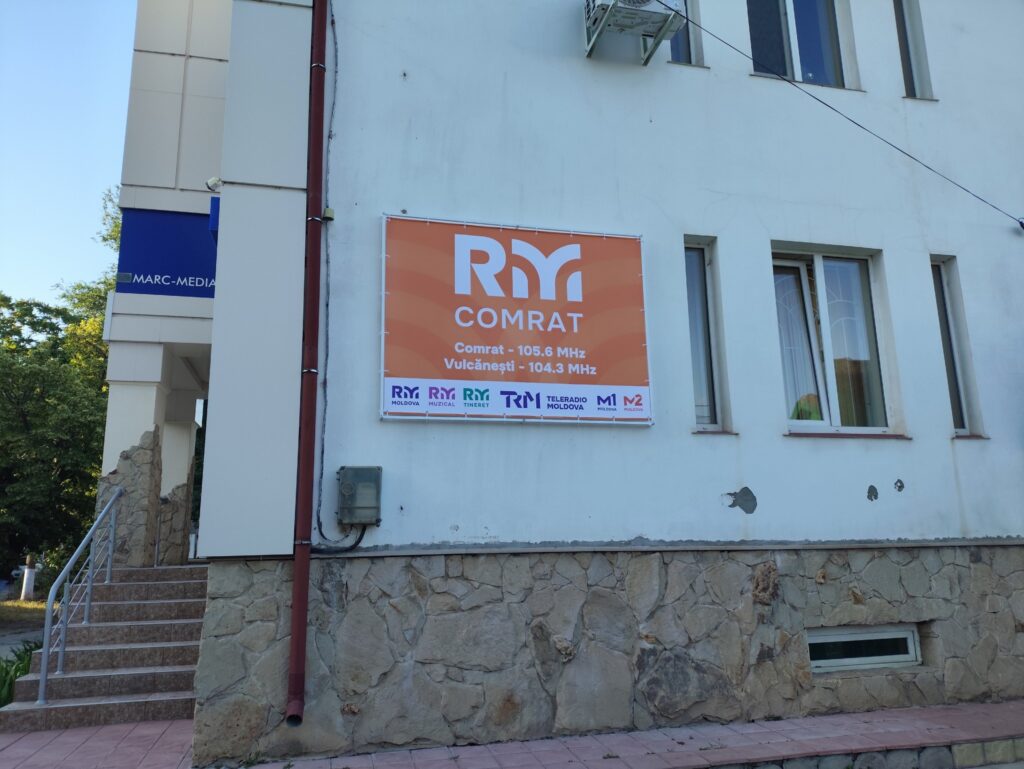 MARC-MEDIA
RM
COMRAT
Comrat - 105.6 MHz
Vulcănești - 104.3 MHz
RM MOLDOVA
RM MUZICAL
RM TINERET
TRM TELERADIO MOLDOVA
M1 MOLDOVA
M2 MOLDOVA